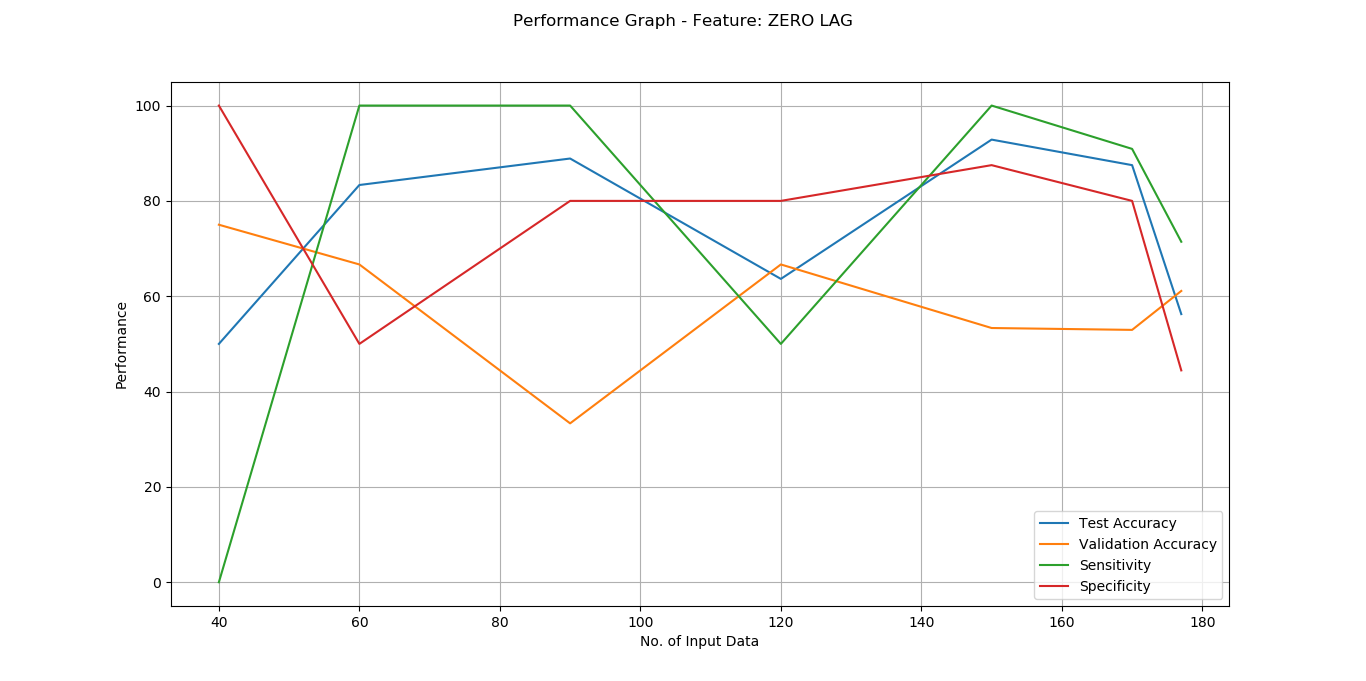 Performance Graph - Feature: ZERO LAG
100
80
60
40
20
0
Performance
Test Accuracy
Validation Accuracy
Sensitivity
Specificity
40 60 80 100 120 140 160 180
No. of Input Data